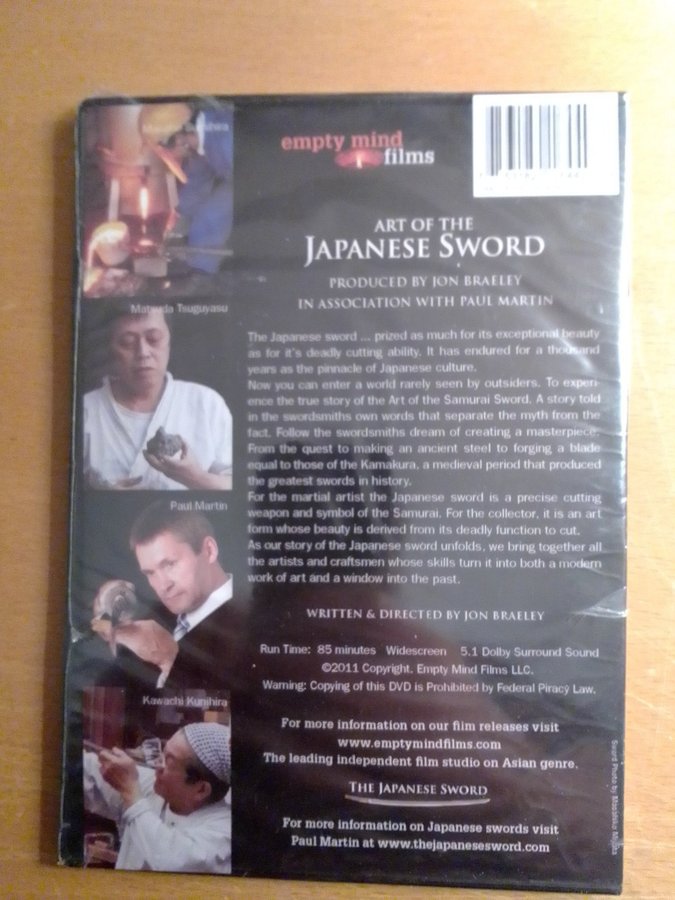 empty mind
films
ART OF THE
JAPANESE SWORD
PRODUCED BY JON BRAELEY
IN ASSOCIATION WITH PAUL MARTIN
Matsuda Tsuguyasu
The Japanese sword ... prized as much for its exceptional beauty
as for it's deadly cutting ability. It has endured for a thousand
years as the pinnacle of Japanese culture.
Now you can enter a world rarely seen by outsiders. To experi-
ence the true story of the Art of the Samurai Sword. A story told
in the swordsmiths own words that separate the myth from the
fact. Follow the swordsmiths dream of creating a masterpiece.
From the quest to making an ancient steel to forging a blade
equal to those of the Kamakura, a medieval period that produced
the greatest swords in history.
For the martial artist the Japanese sword is a precise cutting
weapon and symbol of the Samurai. For the collector, it is an art
form whose beauty is derived from its deadly function to cut.
As our story of the Japanese sword unfolds, we bring together all
the artists and craftsmen whose skills turn it into both a modern
work of art and a window into the past.
Paul Martin
WRITTEN & DIRECTED BY JON BRAELEY
Run Time: 85 minutes Widescreen 5.1 Dolby Surround Sound
©2011 Copyright. Empty Mind Films LLC.
Warning: Copying of this DVD is Prohibited by Federal Piracy Law.
Kawachi Kunihira
For more information on our film releases visit
www.emptymindfilms.com
The leading independent film studio on Asian genre.
THE JAPANESE SWORD
For more information on Japanese swords visit
Paul Martin at www.thejapanesesword.com
Sword Photo by